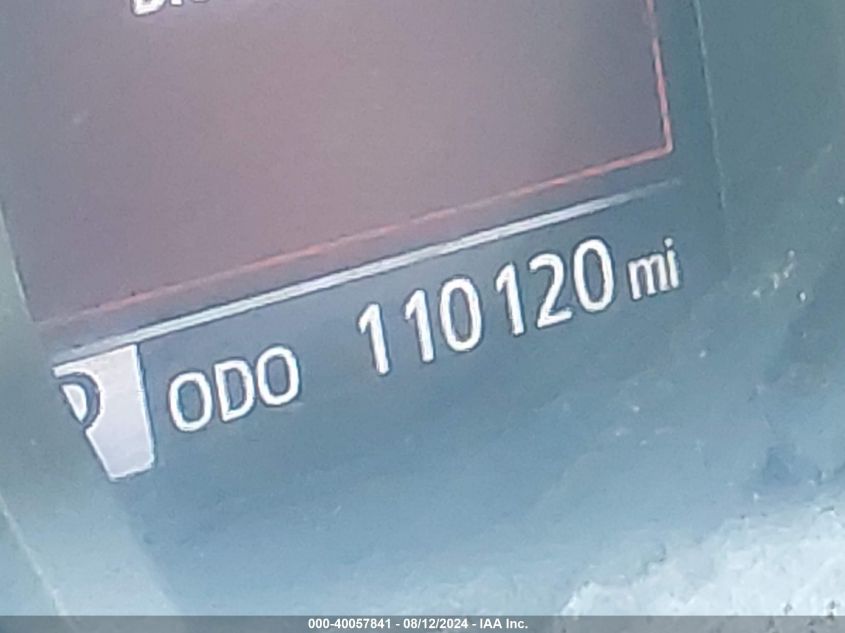 P ODO 110120 mi
000-40057841 - 08/12/2024 - IAA Inc.